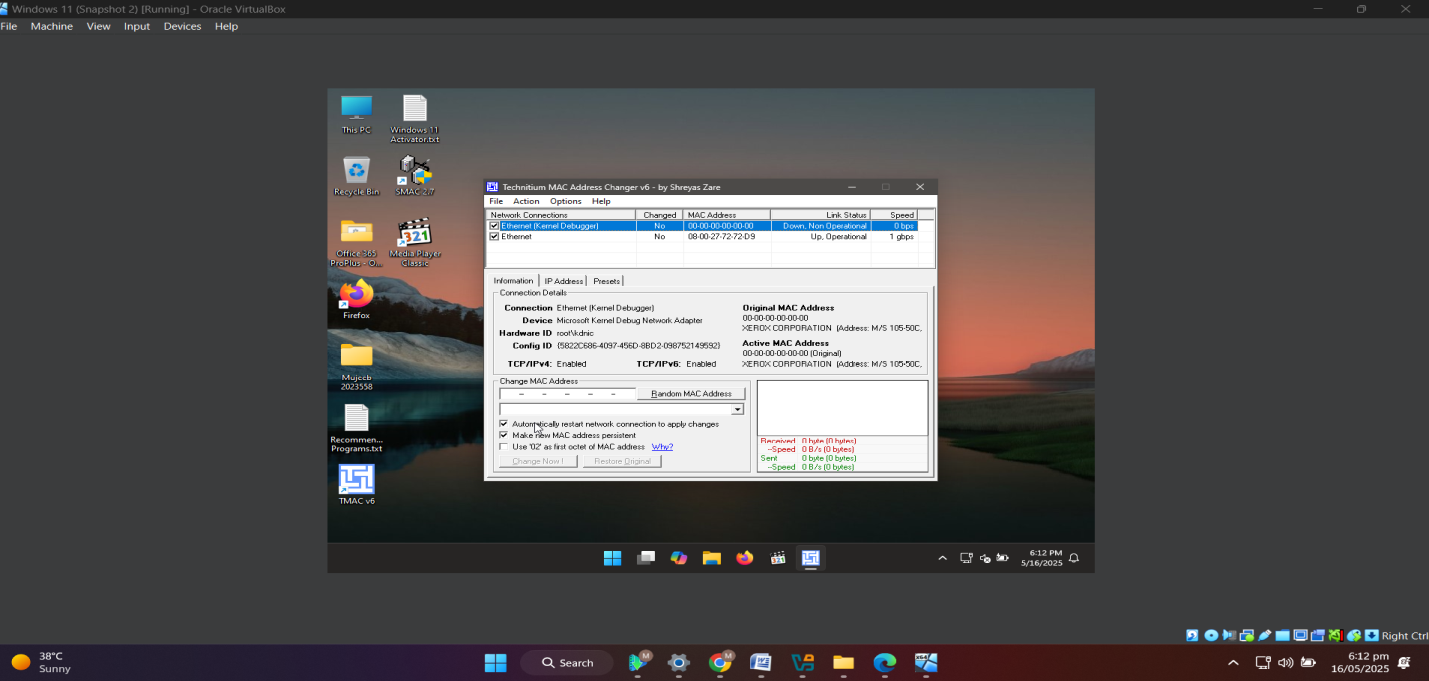 Windows 11 (Snapshot 2) [Running] - Oracle VirtualBox
File Machine View Input Devices Help
This PC
Windows 11
Activator.txt
Recycle Bin
SMAC 2.7
Office 365
ProPlus - O...
Media Player
Classic
Firefox
Mujeeb
2023558
Recommen...
Programs.txt
TMAC v6
Technitium MAC Address Changer v6 - by Shreyas Zare
File Action Options Help
Network Connections Changed MAC Address Link Status Speed
Ethernet (Kernel Debugger) No 00-00-00-00-00-00 Down, Non Operational 0 bps
Ethernet No 08-00-27-72-72-D9 Up, Operational 1 gbps
Information IP Address Presets
Connection Details
Connection Ethernet (Kernel Debugger)
Device Microsoft Kernel Debug Network Adapter
Hardware ID root\kdnic
Config ID {5822C686-4097-456D-8BD2-098752149592}
TCP/IPv4: Enabled TCP/IPv6: Enabled
Original MAC Address
00-00-00-00-00-00
XEROX CORPORATION (Address: M/S 105-50C,
Active MAC Address
00-00-00-00-00-00 (Original)
XEROX CORPORATION (Address: M/S 105-50C,
Change MAC Address
- - - - -
Random MAC Address
Automatically restart network connection to apply changes
Make new MAC address persistent
Use '02' as first octet of MAC address Why?
Change Now ! Restore Original
Received 0 byte (0 bytes)
--Speed 0 B/s (0 bytes)
Sent 0 byte (0 bytes)
--Speed 0 B/s (0 bytes)
6:12 PM
5/16/2025
Right Ctrl
38°C
Sunny
Search
6:12 pm
16/05/2025